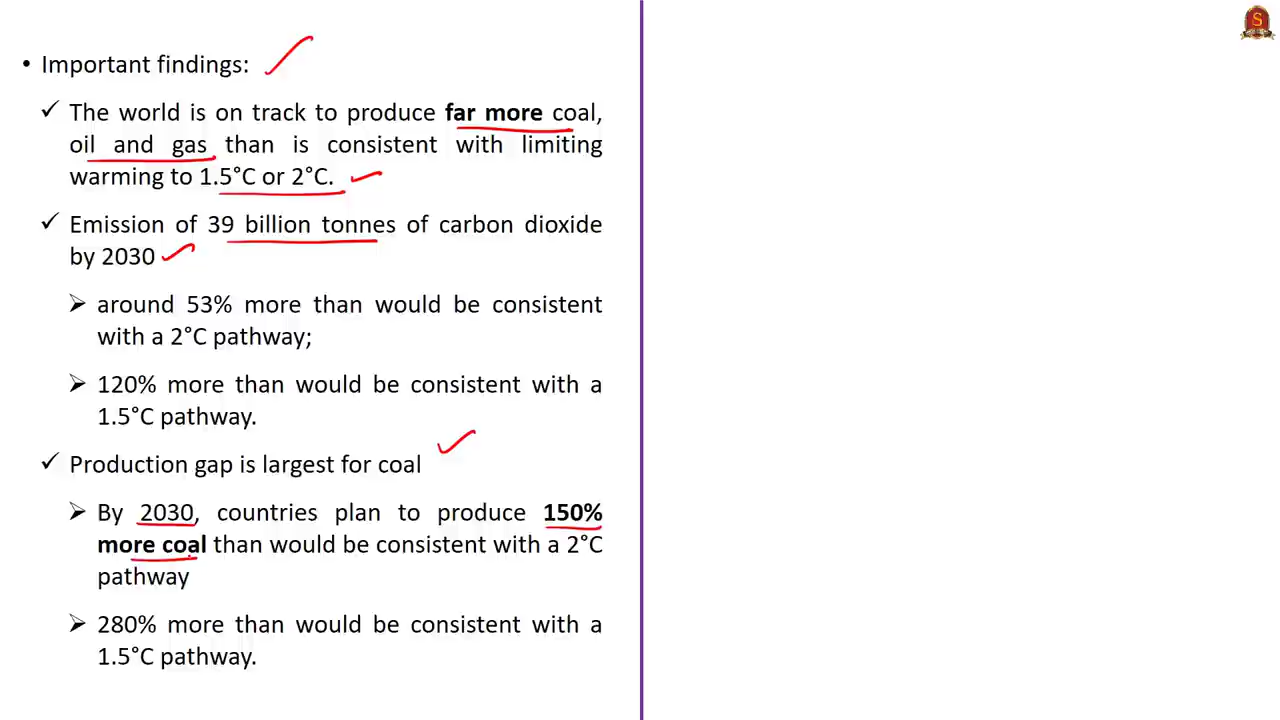 • Important findings:
✓ The world is on track to produce far more coal,
oil and gas than is consistent with limiting
warming to 1.5°C or 2°C.
✓ Emission of 39 billion tonnes of carbon dioxide
by 2030
➢ around 53% more than would be consistent
with a 2°C pathway;
➢ 120% more than would be consistent with a
1.5°C pathway.
✓ Production gap is largest for coal
➢ By 2030, countries plan to produce 150%
more coal than would be consistent with a 2°C
pathway
➢ 280% more than would be consistent with a
1.5°C pathway.
S